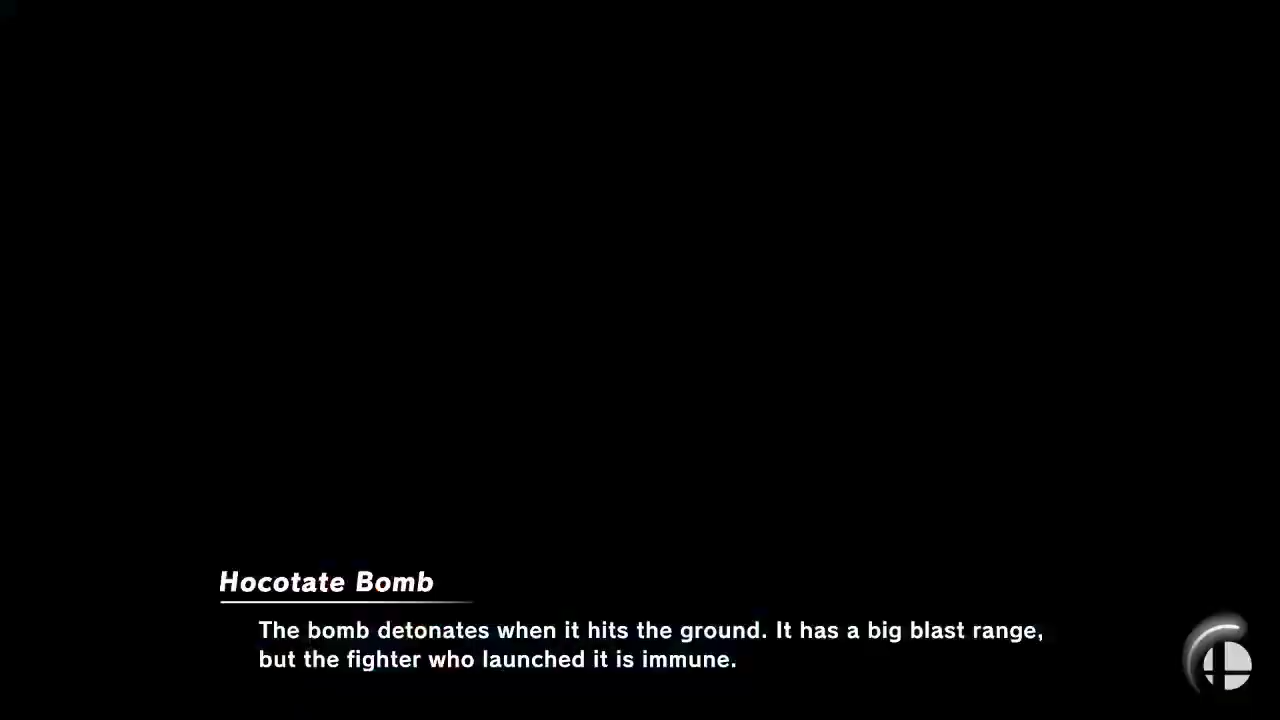 Hocotate Bomb
The bomb detonates when it hits the ground. It has a big blast range,
but the fighter who launched it is immune.